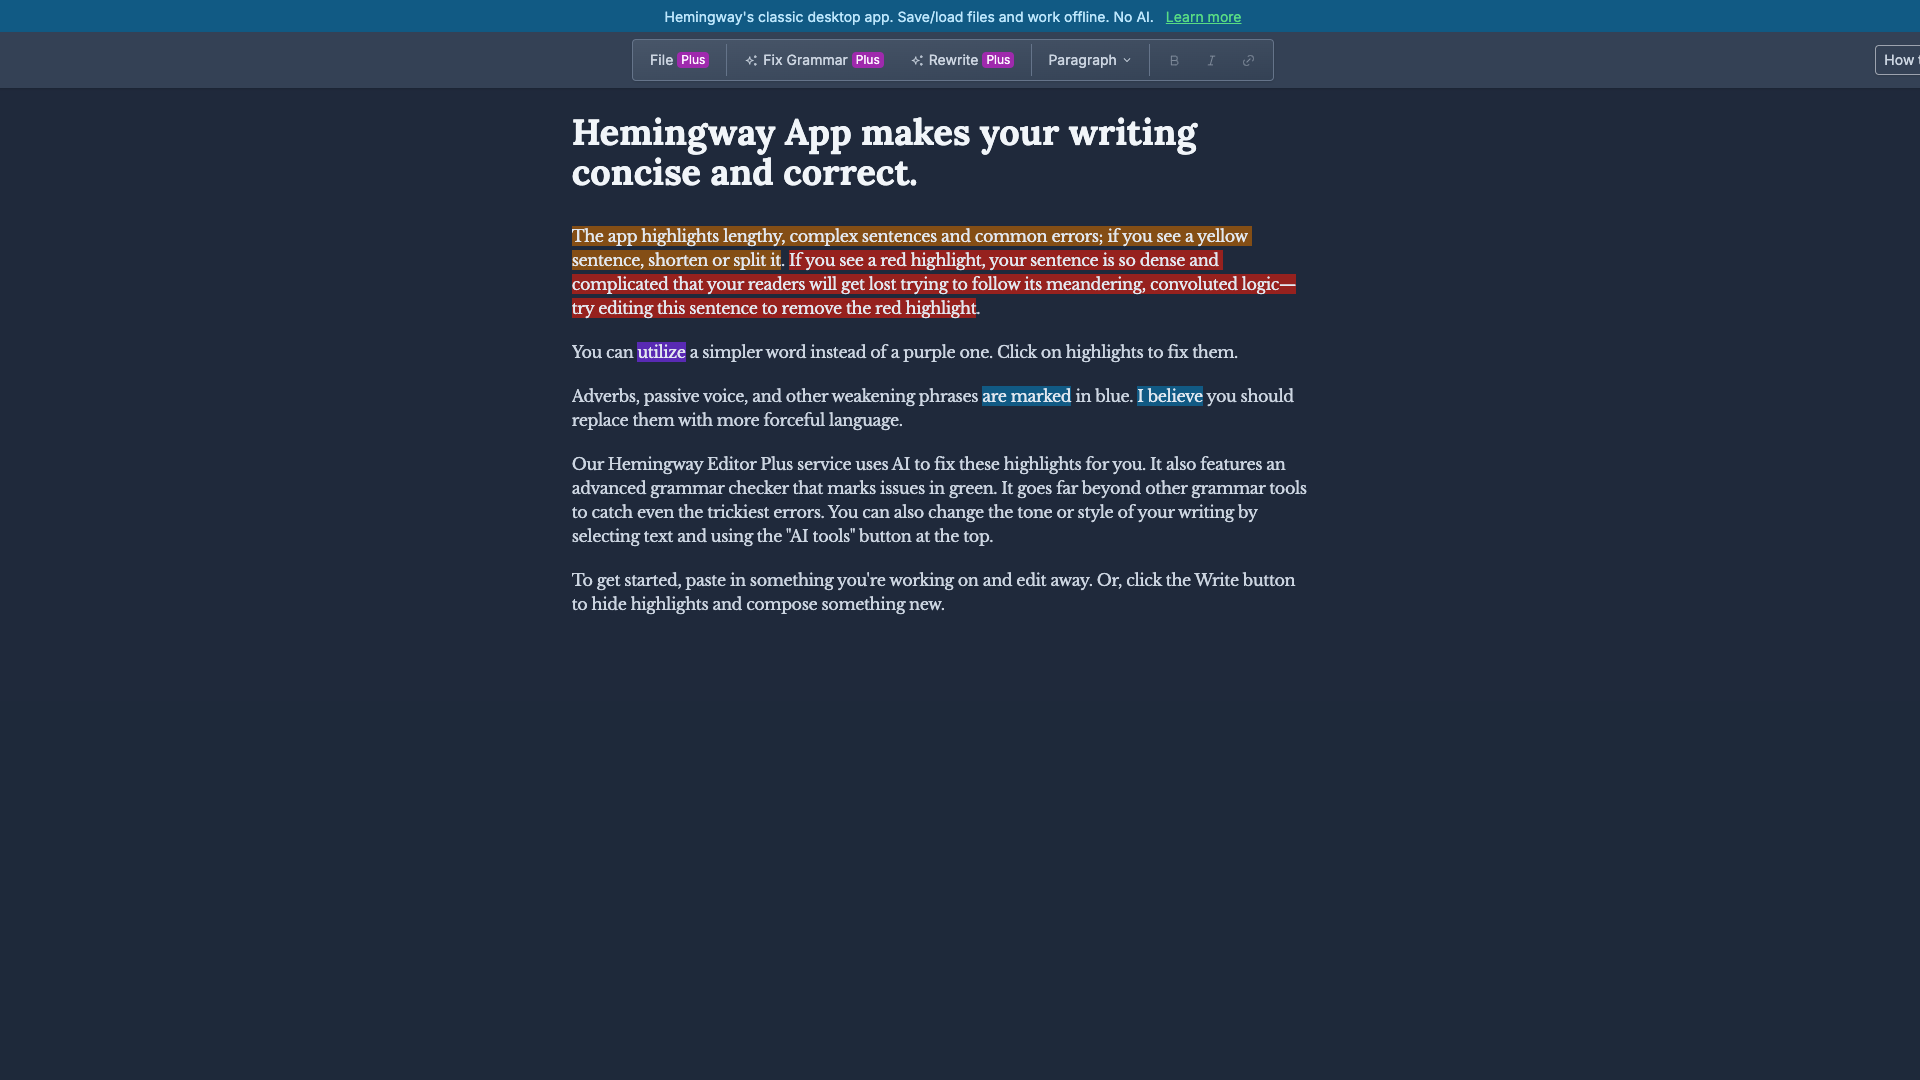 Hemingway's classic desktop app. Save/load files and work offline. No AI. Learn more
File Plus Fix Grammar Plus Rewrite Plus Paragraph B I
How
Hemingway App makes your writing
concise and correct.
The app highlights lengthy, complex sentences and common errors; if you see a yellow
sentence, shorten or split it. If you see a red highlight, your sentence is so dense and
complicated that your readers will get lost trying to follow its meandering, convoluted logic—
try editing this sentence to remove the red highlight.
You can utilize a simpler word instead of a purple one. Click on highlights to fix them.
Adverbs, passive voice, and other weakening phrases are marked in blue. I believe you should
replace them with more forceful language.
Our Hemingway Editor Plus service uses AI to fix these highlights for you. It also features an
advanced grammar checker that marks issues in green. It goes far beyond other grammar tools
to catch even the trickiest errors. You can also change the tone or style of your writing by
selecting text and using the "AI tools" button at the top.
To get started, paste in something you're working on and edit away. Or, click the Write button
to hide highlights and compose something new.